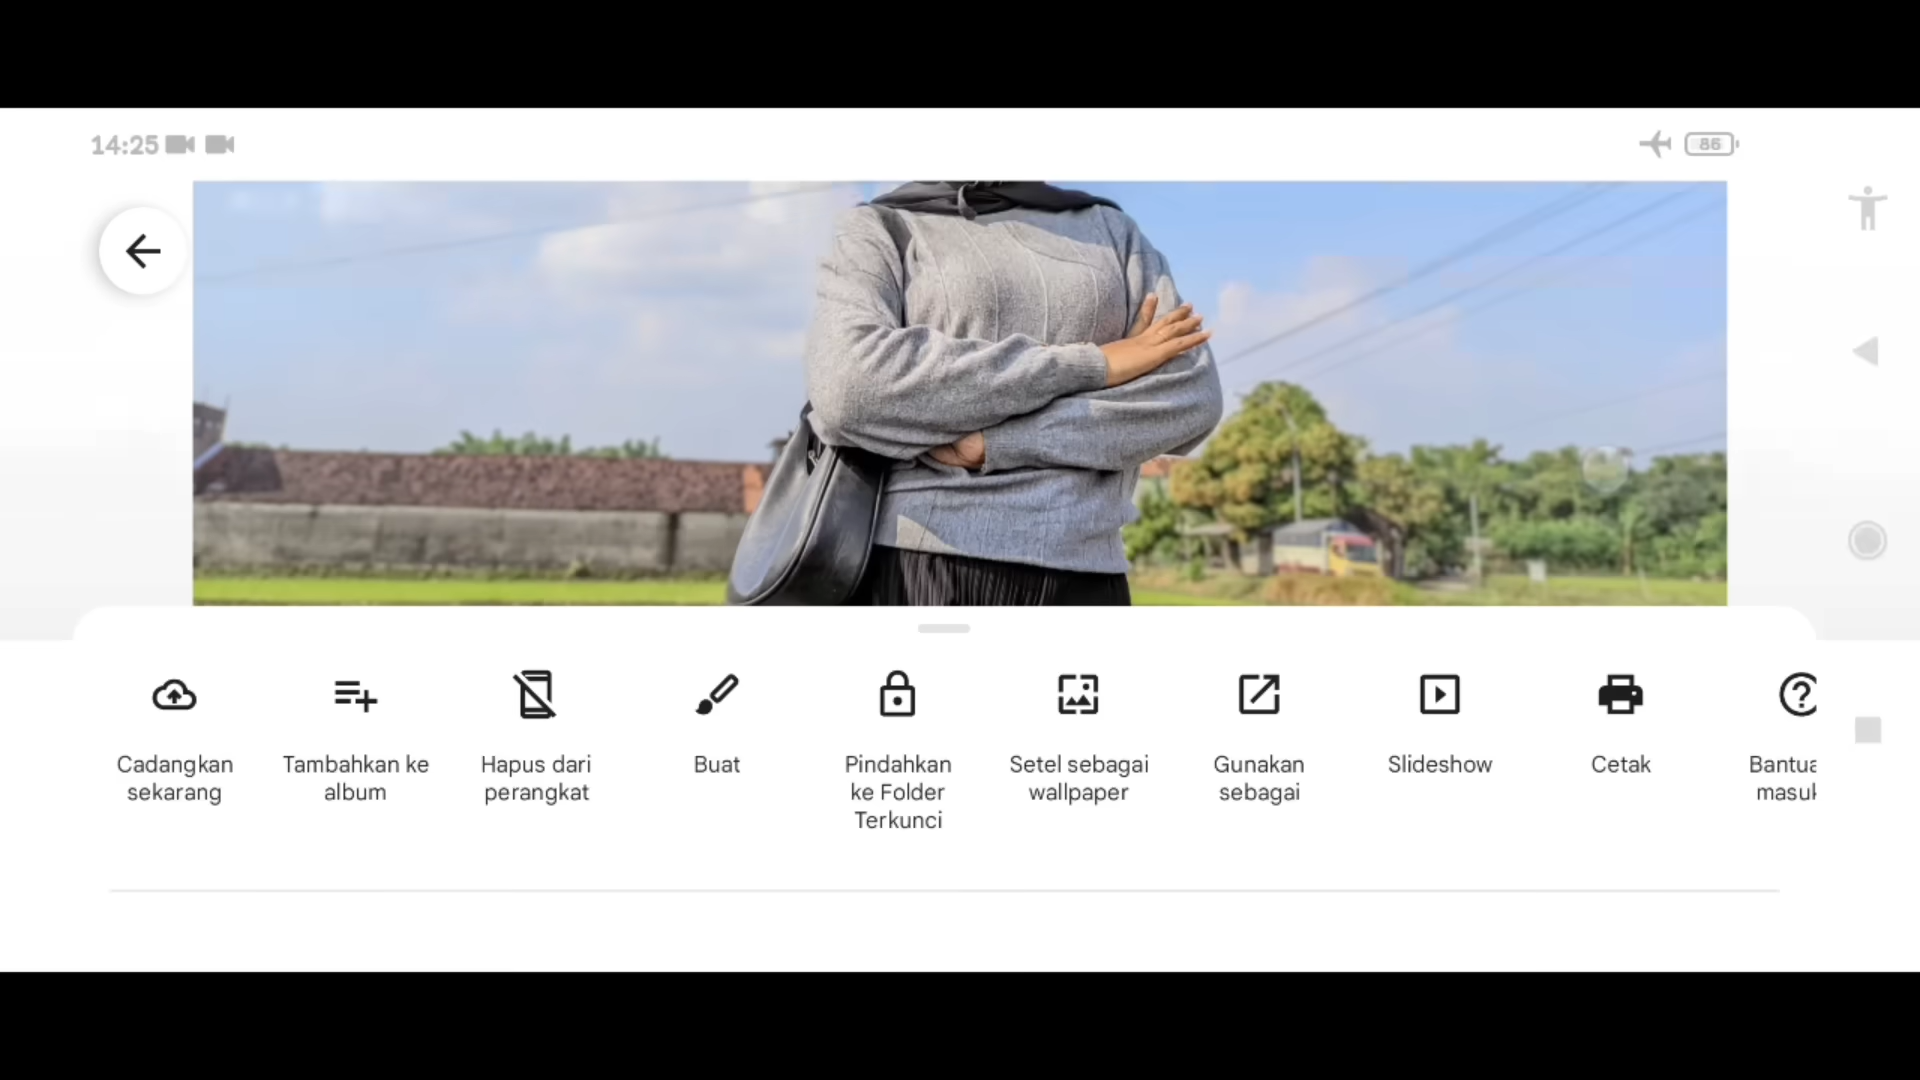 14:25
86
Cadangkan
sekarang
Tambahkan ke
album
Hapus dari
perangkat
Buat
Pindahkan
ke Folder
Terkunci
Setel sebagai
wallpaper
Gunakan
sebagai
Slideshow
Cetak